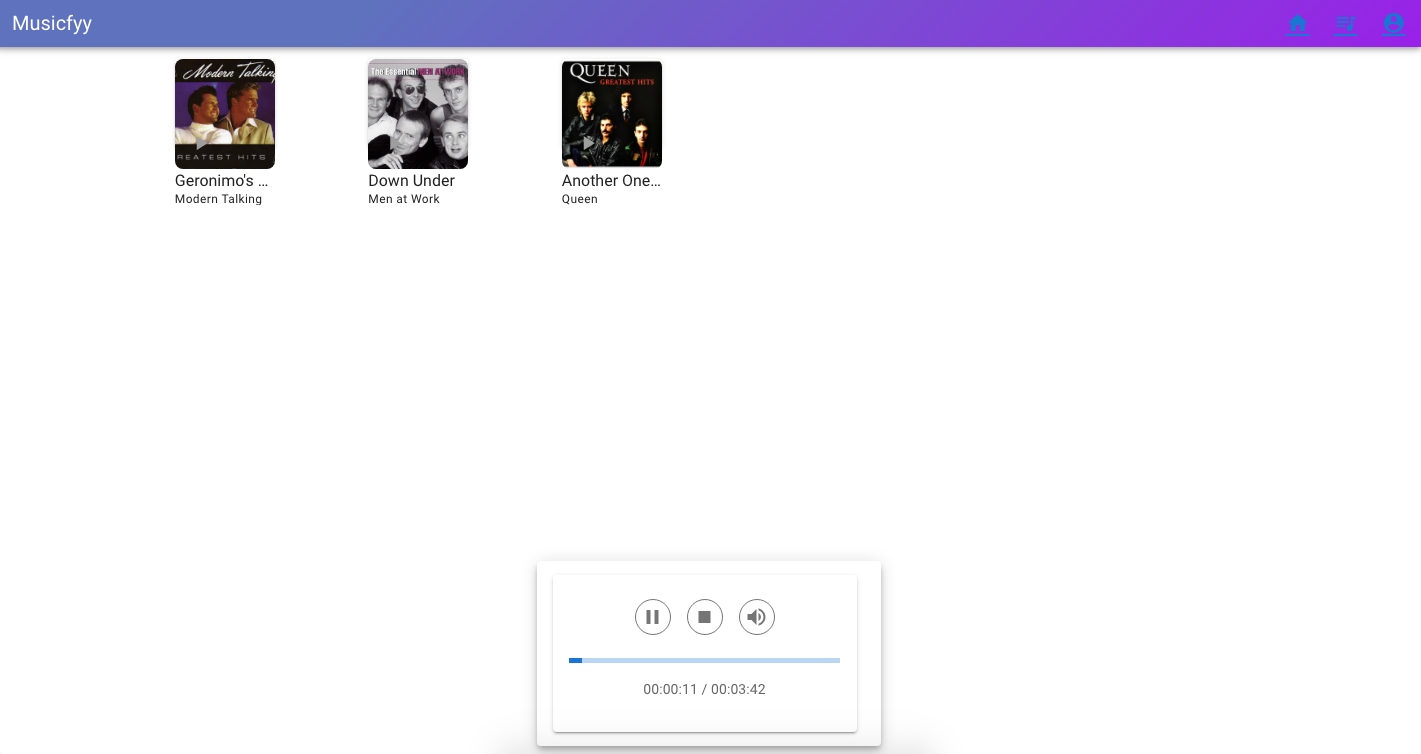 Musicfyy
Modern Talking
GREATEST HITS
The Essential MEN AT WORK
QUEEN
GREATEST HITS
Geronimo's ...
Down Under
Another One...
Modern Talking
Men at Work
Queen
00:00:11 / 00:03:42